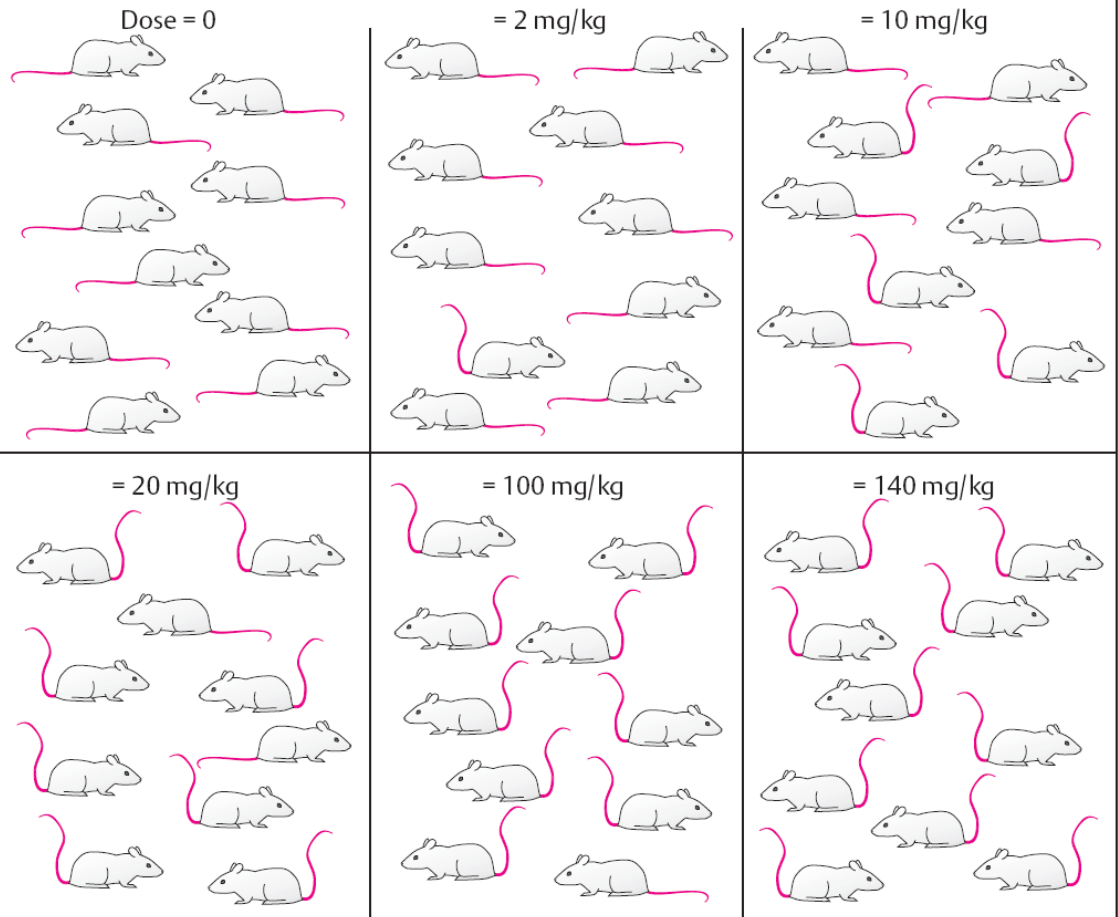 Dose = 0
= 2 mg/kg
= 10 mg/kg
= 20 mg/kg
= 100 mg/kg
= 140 mg/kg